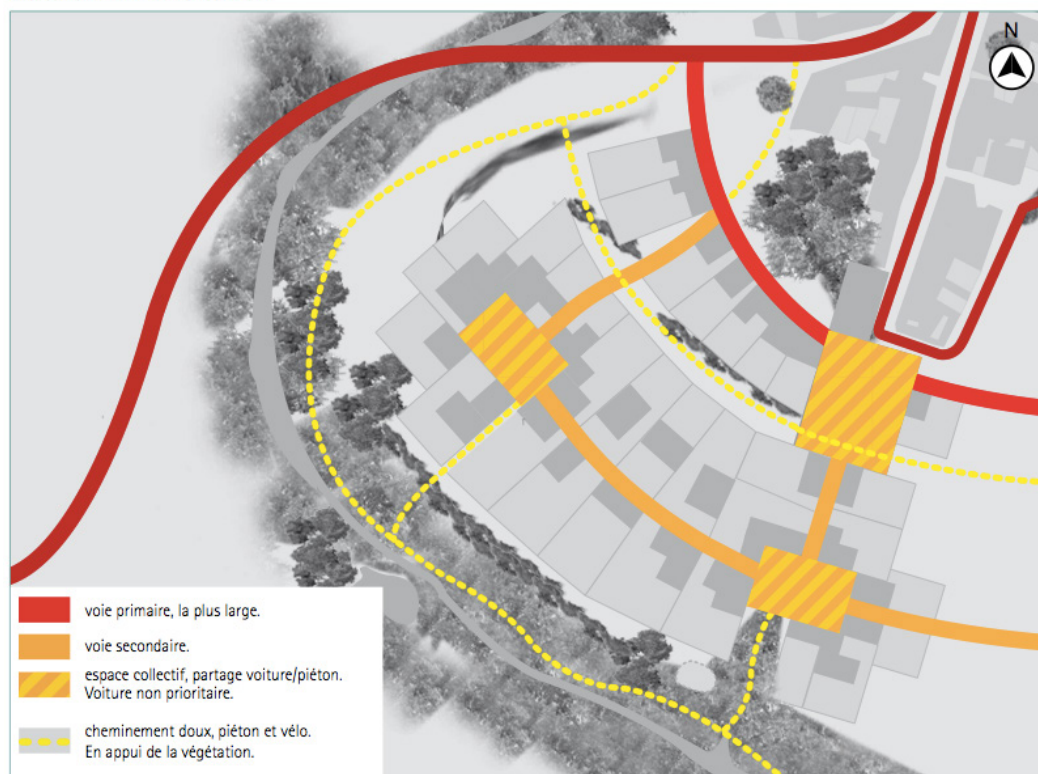 N
voie primaire, la plus large.
voie secondaire.
espace collectif, partage voiture/piéton.
Voiture non prioritaire.
cheminement doux, piéton et vélo.
En appui de la végétation.